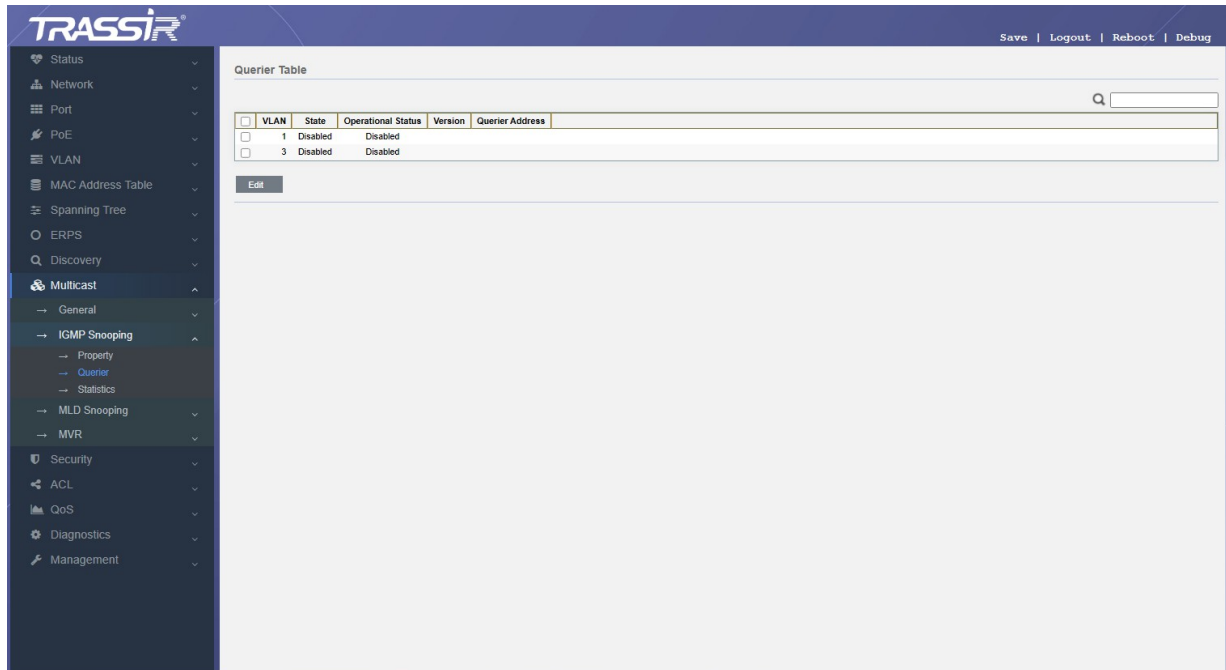 TRASSIR®
Save | Logout | Reboot | Debug
Status
Network
Port
PoE
VLAN
MAC Address Table
Spanning Tree
ERPS
Discovery
Multicast
→ General
→ IGMP Snooping
→ Property
→ Querier
→ Statistics
→ MLD Snooping
→ MVR
Security
ACL
QoS
Diagnostics
Management
Querier Table
VLAN State Operational Status Version Querier Address
1 Disabled Disabled
3 Disabled Disabled
Edit